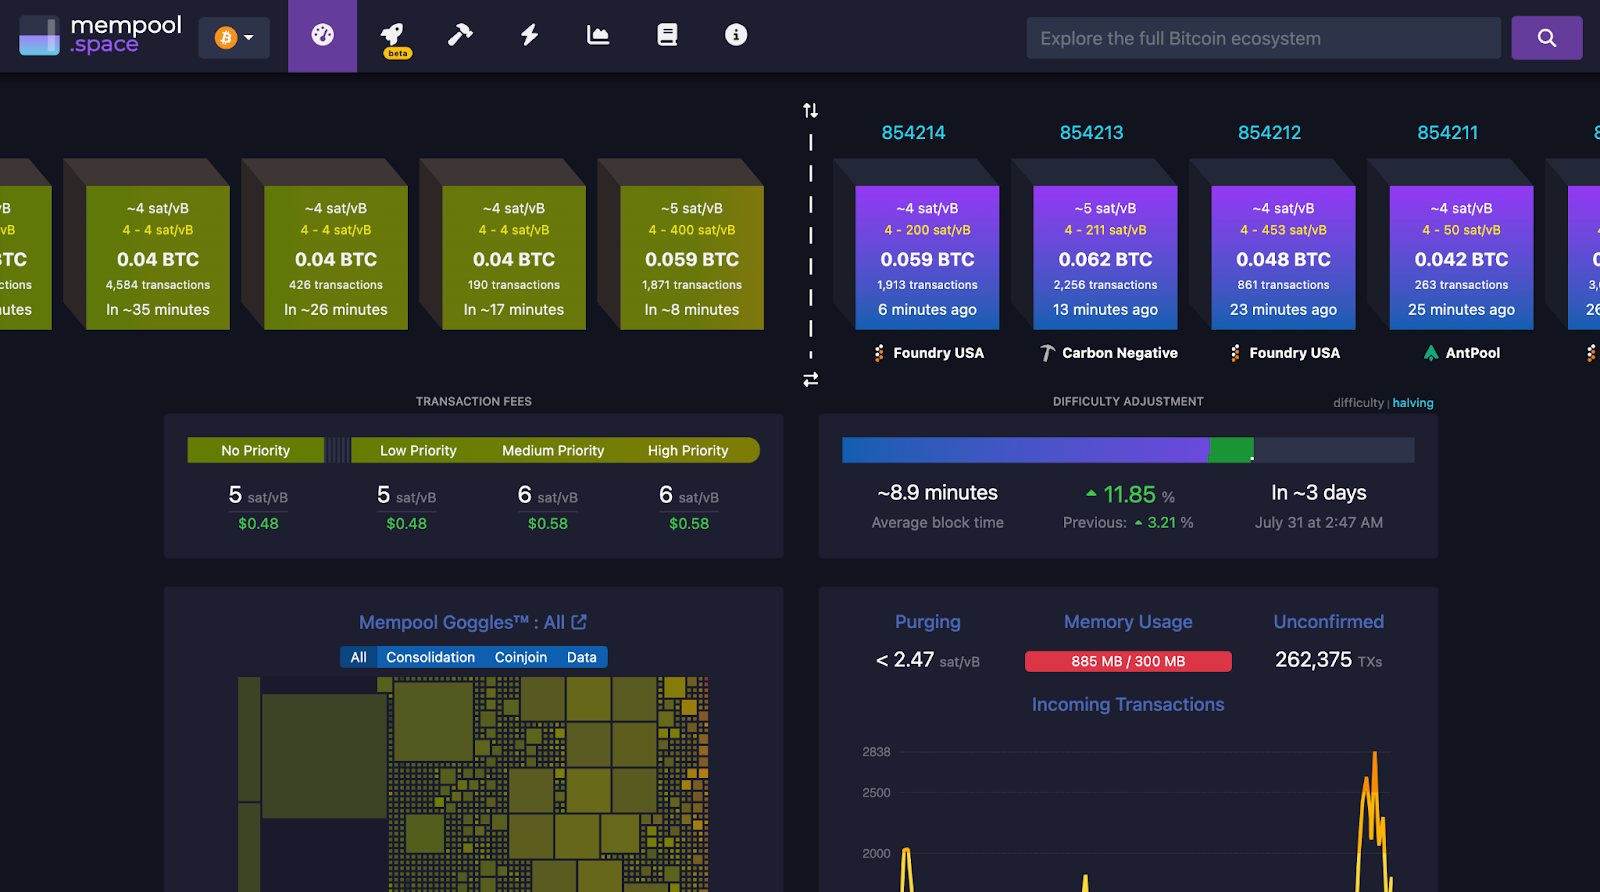 mempool
.space
beta
Explore the full Bitcoin ecosystem
854214
854213
854212
854211
~4 sat/vB
4 - 4 sat/vB
0.04 BTC
4,584 transactions
In ~35 minutes
~4 sat/vB
4 - 4 sat/vB
0.04 BTC
426 transactions
In ~26 minutes
~4 sat/vB
4 - 4 sat/vB
0.04 BTC
190 transactions
In ~17 minutes
~5 sat/vB
4 - 400 sat/vB
0.059 BTC
1,871 transactions
In ~8 minutes
~4 sat/vB
4 - 200 sat/vB
0.059 BTC
1,913 transactions
6 minutes ago
Foundry USA
~5 sat/vB
4 - 211 sat/vB
0.062 BTC
2,256 transactions
13 minutes ago
Carbon Negative
~4 sat/vB
4 - 453 sat/vB
0.048 BTC
861 transactions
23 minutes ago
Foundry USA
~4 sat/vB
4 - 50 sat/vB
0.042 BTC
263 transactions
25 minutes ago
AntPool
TRANSACTION FEES
No Priority Low Priority Medium Priority High Priority
5 sat/vB 5 sat/vB 6 sat/vB 6 sat/vB
$0.48 $0.48 $0.58 $0.58
DIFFICULTY ADJUSTMENT
difficulty | halving
~8.9 minutes 11.85 % In ~3 days
Average block time Previous: 3.21 % July 31 at 2:47 AM
Mempool Goggles™ : All
All Consolidation Coinjoin Data
Purging Memory Usage Unconfirmed
< 2.47 sat/vB 885 MB / 300 MB 262,375 TXs
Incoming Transactions
2838
2500
2000